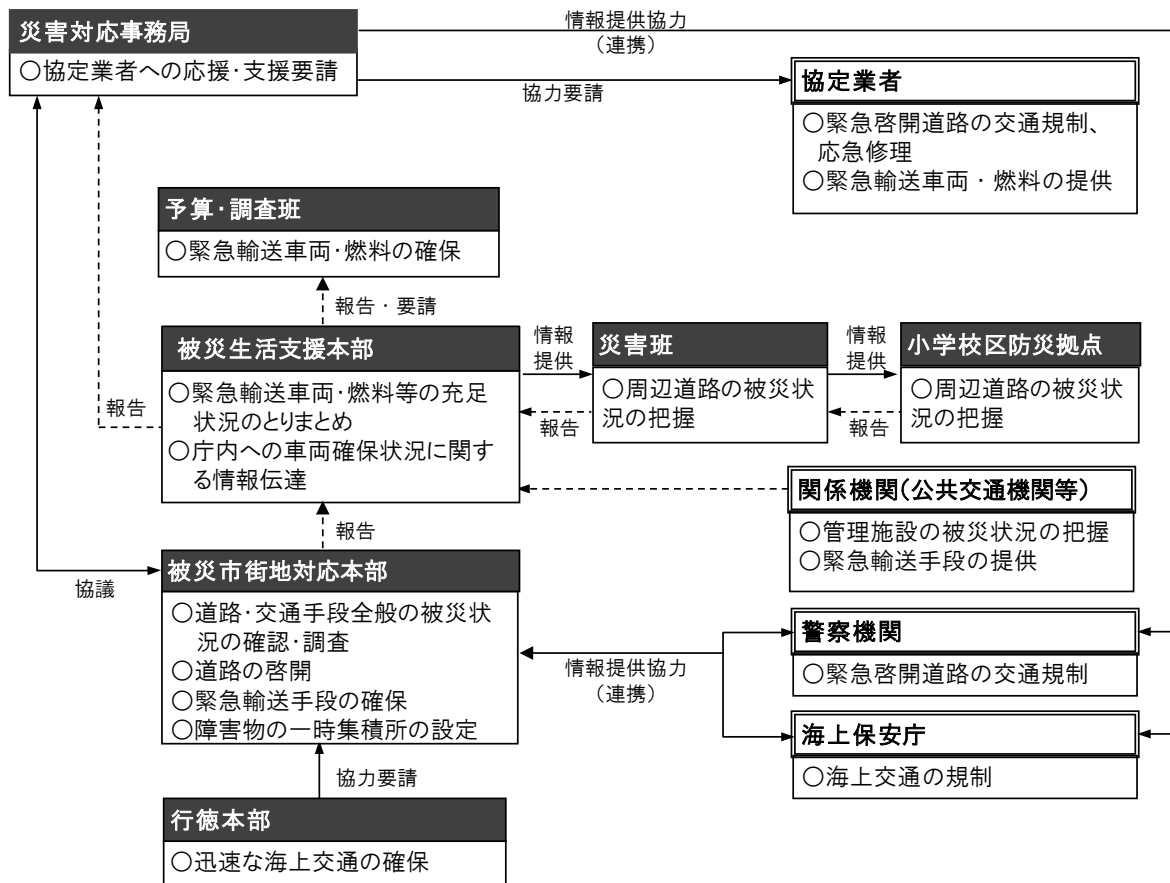 災害対応事務局
○協定業者への応援・支援要請
情報提供協力
（連携）
協力要請
協定業者
○緊急啓開道路の交通規制、
応急修理
○緊急輸送車両・燃料の提供
予算・調査班
○緊急輸送車両・燃料の確保
報告・要請
被災生活支援本部
○緊急輸送車両・燃料等の充足
状況のとりまとめ
○庁内への車両確保状況に関す
る情報伝達
報告
情報
提供
報告
災害班
○周辺道路の被災状
況の把握
情報
提供
報告
小学校区防災拠点
○周辺道路の被災状
況の把握
関係機関（公共交通機関等）
○管理施設の被災状況の把握
○緊急輸送手段の提供
報告
協議
被災市街地対応本部
○道路・交通手段全般の被災状
況の確認・調査
○道路の啓開
○緊急輸送手段の確保
○障害物の一時集積所の設定
情報提供協力
（連携）
警察機関
○緊急啓開道路の交通規制
海上保安庁
○海上交通の規制
協力要請
行徳本部
○迅速な海上交通の確保